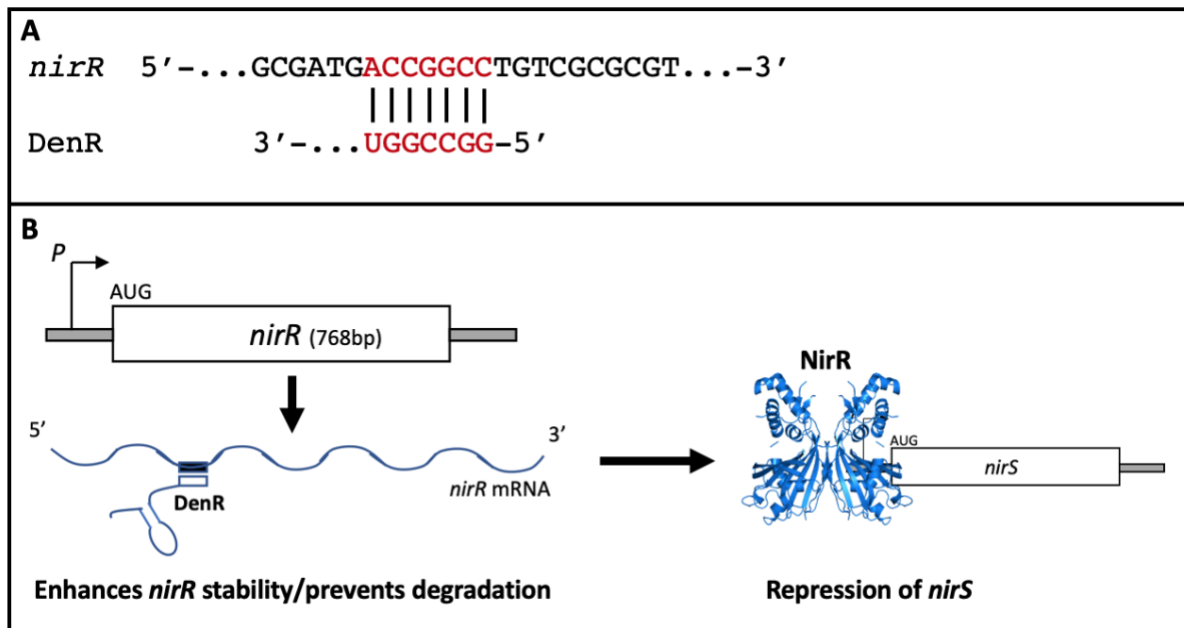 A
nirR 5’-...GCGATGACCGGCCTGTCGCGCGT...-3’
DenR 3’-...UGGCCGG-5’
B
P
AUG
nirR (768bp)
5’
3’
DenR
nirR mRNA
Enhances nirR stability/prevents degradation
NirR
AUG
nirS
Repression of nirS